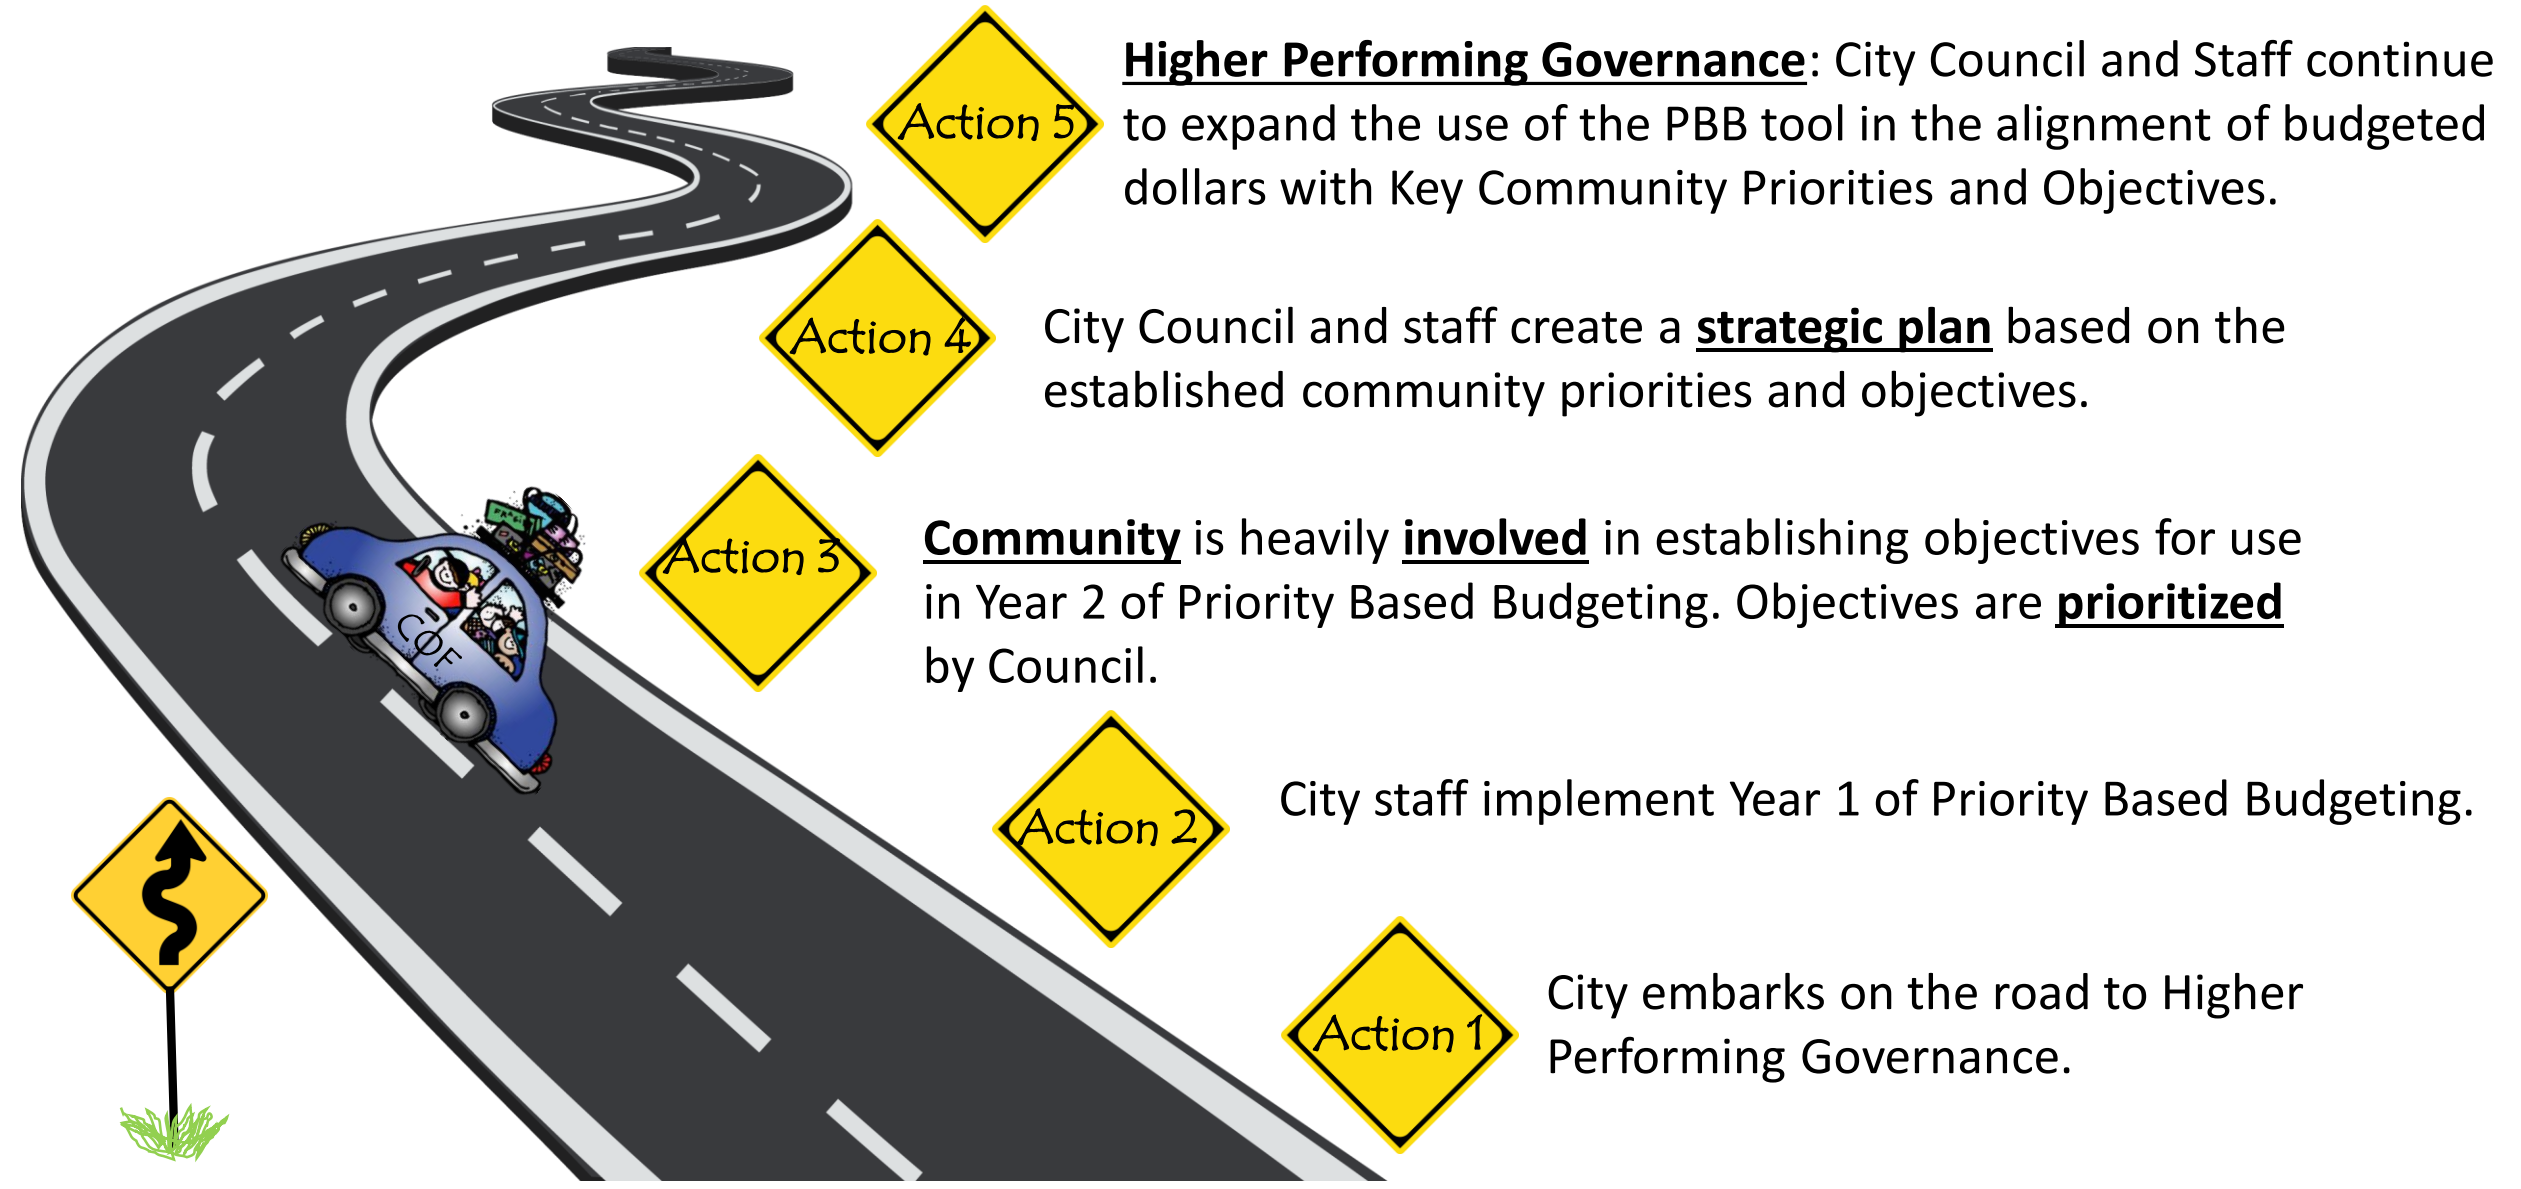 Action 5
Higher Performing Governance: City Council and Staff continue
to expand the use of the PBB tool in the alignment of budgeted
dollars with Key Community Priorities and Objectives.
Action 4
City Council and staff create a strategic plan based on the
established community priorities and objectives.
Action 3
Community is heavily involved in establishing objectives for use
in Year 2 of Priority Based Budgeting. Objectives are prioritized
by Council.
COF
Action 2
City staff implement Year 1 of Priority Based Budgeting.
Action 1
City embarks on the road to Higher
Performing Governance.